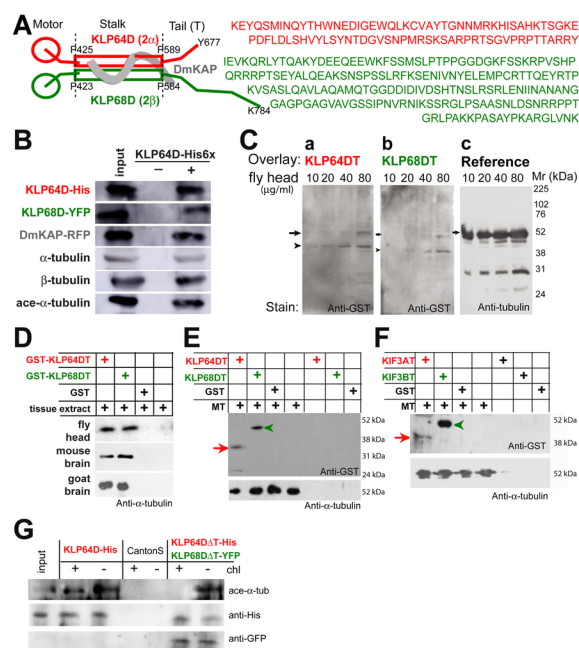 A
Motor
Stalk
Tail (T)
KLP64D (2α)
P425
P589
Y677
DmKAP
P423
P584
KLP68D (2β)
K784
KEYQSMINQYTHWNEDIGEWQLKCVAYTGNNMRKHISAHKTSGKE
PDFLDLSHVYLSYNTDGVSNPMRSKSARPRTSGVPRPTTARRY
IEVKQRLYTQAKYDEEQEEWKFSSMSLPTPPGGDGKFSSKRPVSHP
QRRRPTSEYALQEAKSNSPSSLRFKSENIVNYELEMPCRTTQEYRTP
KVSASLQAVLAQAMQTGGDDIDIVDSHTNSLRSRLENIINANANG
GAGPGAGVAVGSSIPNVRNIKSSRGLPSAASNLDSNRRPPT
GRLPAKKPASAYPKARGLVNK
B
input
KLP64D-His6x
− +
KLP64D-His
KLP68D-YFP
DmKAP-RFP
α-tubulin
β-tubulin
ace-α-tubulin
C
a b c
Overlay: KLP64DT KLP68DT Reference
fly head
(μg/ml)
10 20 40 80 10 20 40 80 10 20 40 80
Mr (kDa)
225
102
76
52
38
31
24
Stain:
Anti-GST
Anti-GST
Anti-tubulin
D
GST-KLP64DT +
GST-KLP68DT +
GST +
tissue extract + + + +
fly
head
mouse
brain
goat
brain
Anti-α-tubulin
E
KLP64DT + +
KLP68DT + +
GST + +
MT + + + +
52 kDa
38 kDa
31 kDa
24 kDa
Anti-GST
52 kDa
Anti-α-tubulin
F
KIF3AT + +
KIF3BT + +
GST + +
MT + + + +
52 kDa
38 kDa
31 kDa
Anti-GST
52 kDa
Anti-α-tubulin
G
input
KLP64D-His
CantonS
KLP64DΔT-His
KLP68DΔT-YFP
+ - + - + - chl
ace-α-tub
anti-His
anti-GFP